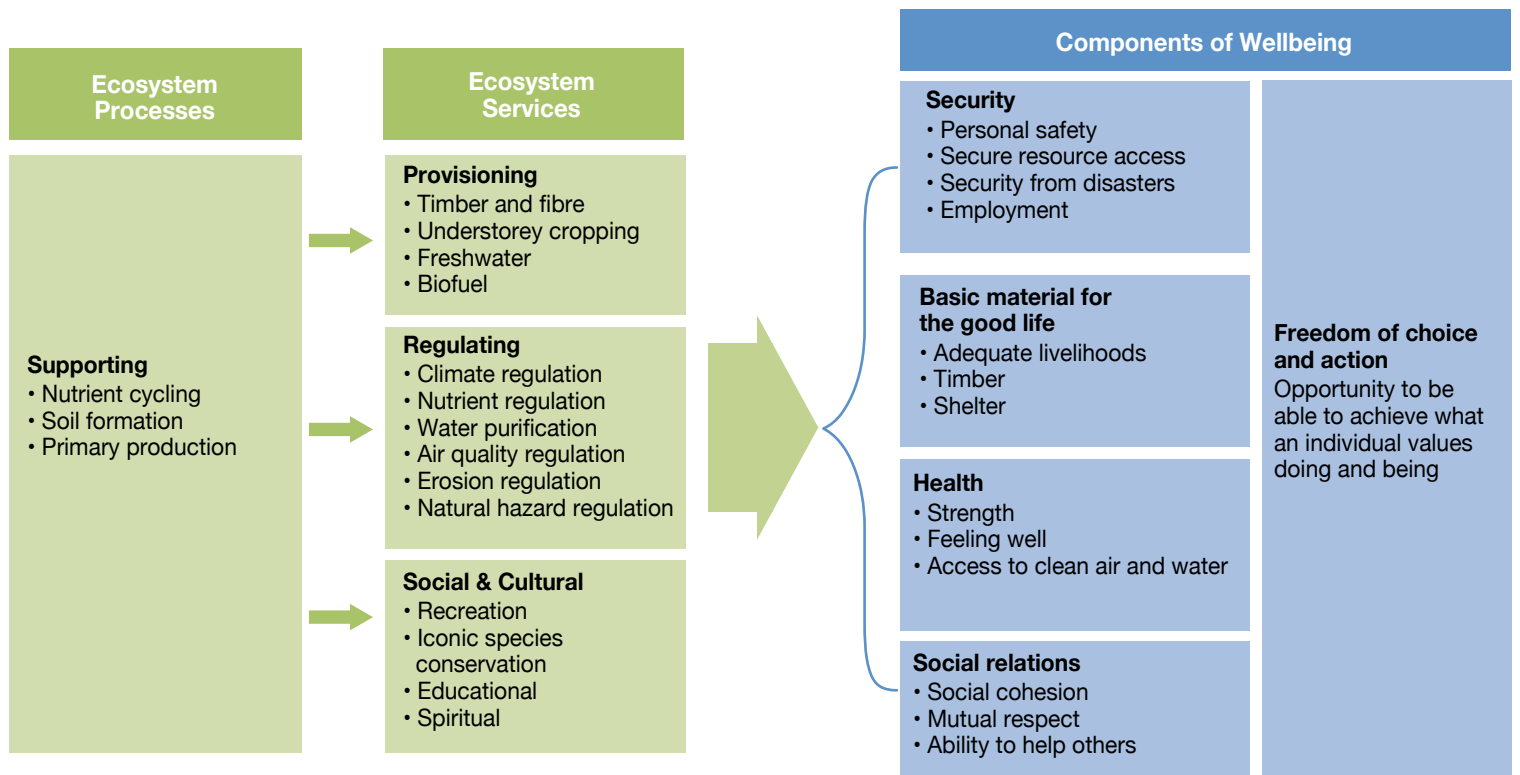 Ecosystem
Processes
Supporting
• Nutrient cycling
• Soil formation
• Primary production
Ecosystem
Services
Provisioning
• Timber and fibre
• Understorey cropping
• Freshwater
• Biofuel
Regulating
• Climate regulation
• Nutrient regulation
• Water purification
• Air quality regulation
• Erosion regulation
• Natural hazard regulation
Social & Cultural
• Recreation
• Iconic species
conservation
• Educational
• Spiritual
Components of Wellbeing
Security
• Personal safety
• Secure resource access
• Security from disasters
• Employment
Basic material for
the good life
• Adequate livelihoods
• Timber
• Shelter
Health
• Strength
• Feeling well
• Access to clean air and water
Social relations
• Social cohesion
• Mutual respect
• Ability to help others
Freedom of choice
and action
Opportunity to be
able to achieve what
an individual values
doing and being